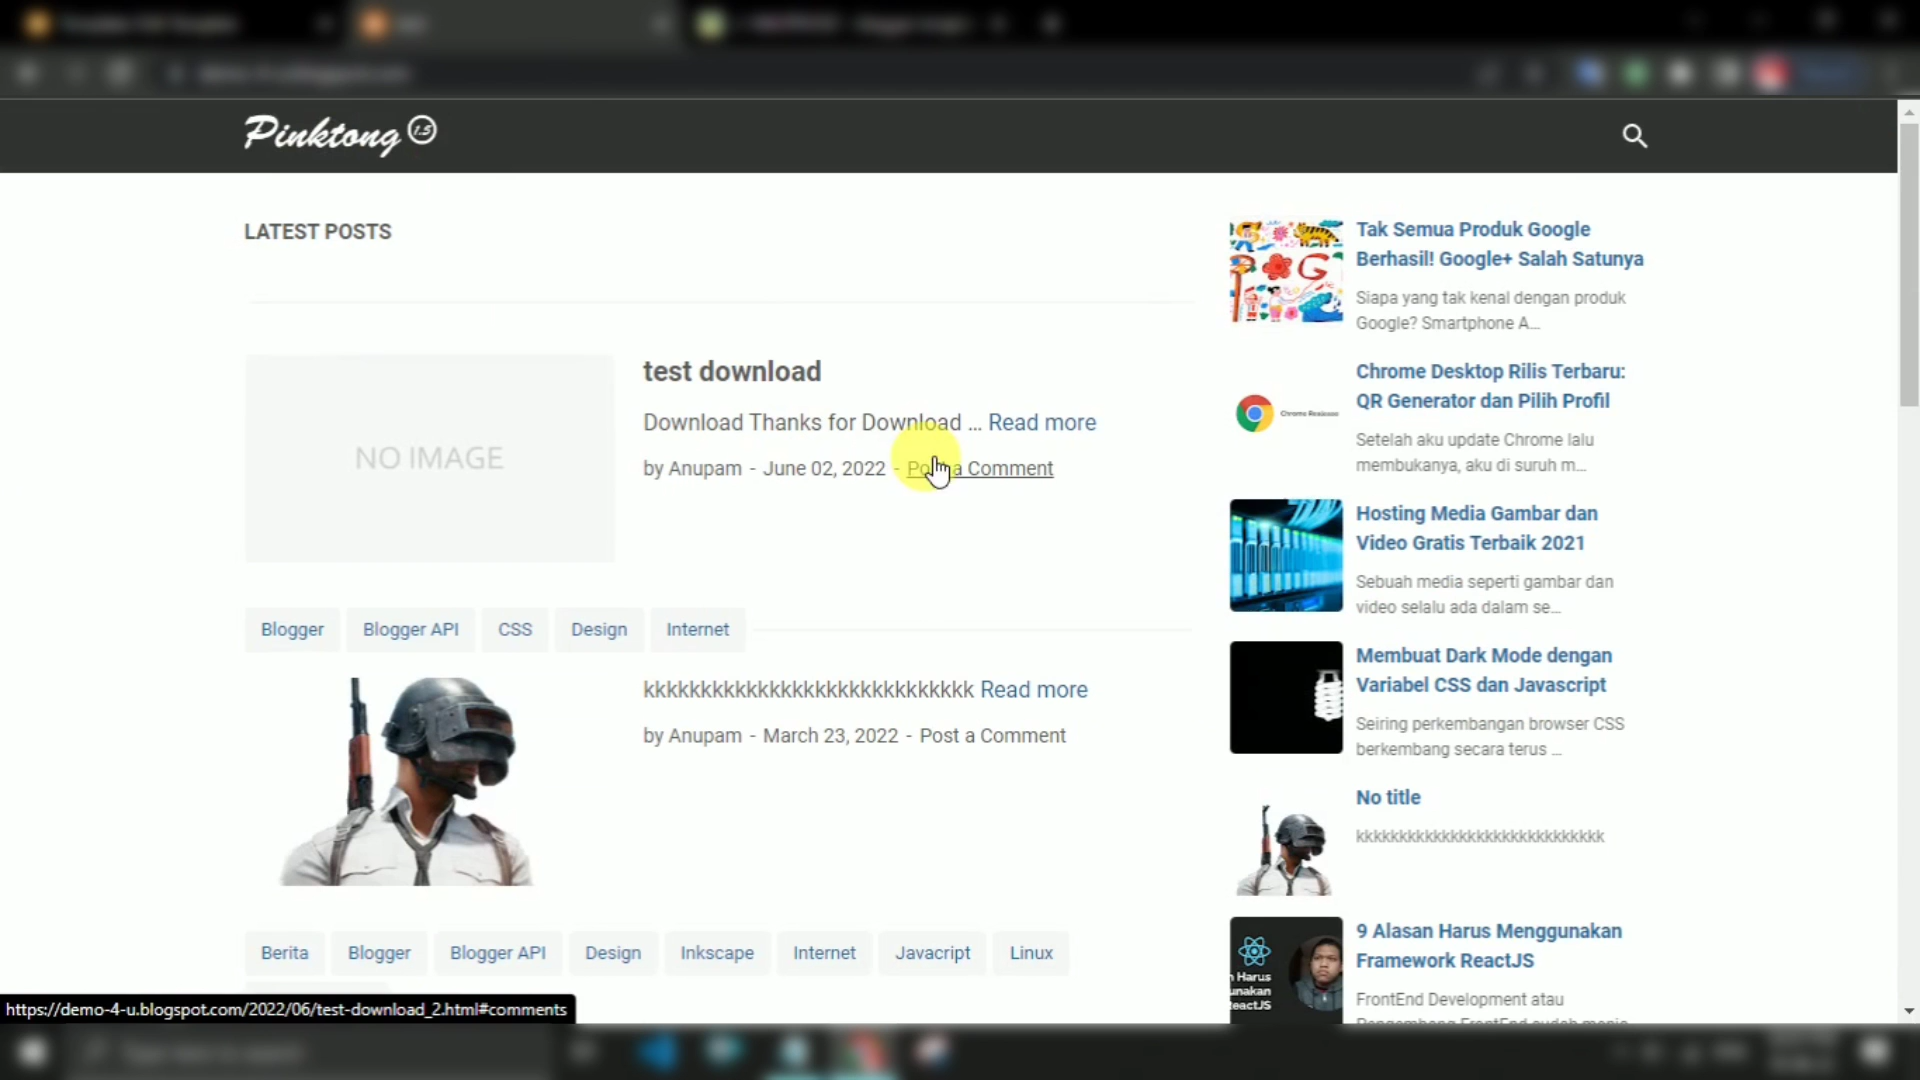 Pinktong 1.5
LATEST POSTS
NO IMAGE
test download
Download Thanks for Download ... Read more
by Anupam - June 02, 2022 - Post a Comment
Blogger Blogger API CSS Design Internet
kkkkkkkkkkkkkkkkkkkkkkkkkkkkk Read more
by Anupam - March 23, 2022 - Post a Comment
Berita Blogger Blogger API Design Inkscape Internet Javacript Linux
Tak Semua Produk Google
Berhasil! Google+ Salah Satunya
Siapa yang tak kenal dengan produk
Google? Smartphone A...
Chrome Desktop Rilis Terbaru:
QR Generator dan Pilih Profil
Setelah aku update Chrome lalu
membukanya, aku di suruh m...
Hosting Media Gambar dan
Video Gratis Terbaik 2021
Sebuah media seperti gambar dan
video selalu ada dalam se...
Membuat Dark Mode dengan
Variabel CSS dan Javascript
Seiring perkembangan browser CSS
berkembang secara terus ...
No title
kkkkkkkkkkkkkkkkkkkkkkkkkkkkk
9 Alasan Harus Menggunakan
Framework ReactJS
FrontEnd Development atau
n Harus
unakan
eactJS
https://demo-4-u.blogspot.com/2022/06/test-download_2.html#comments